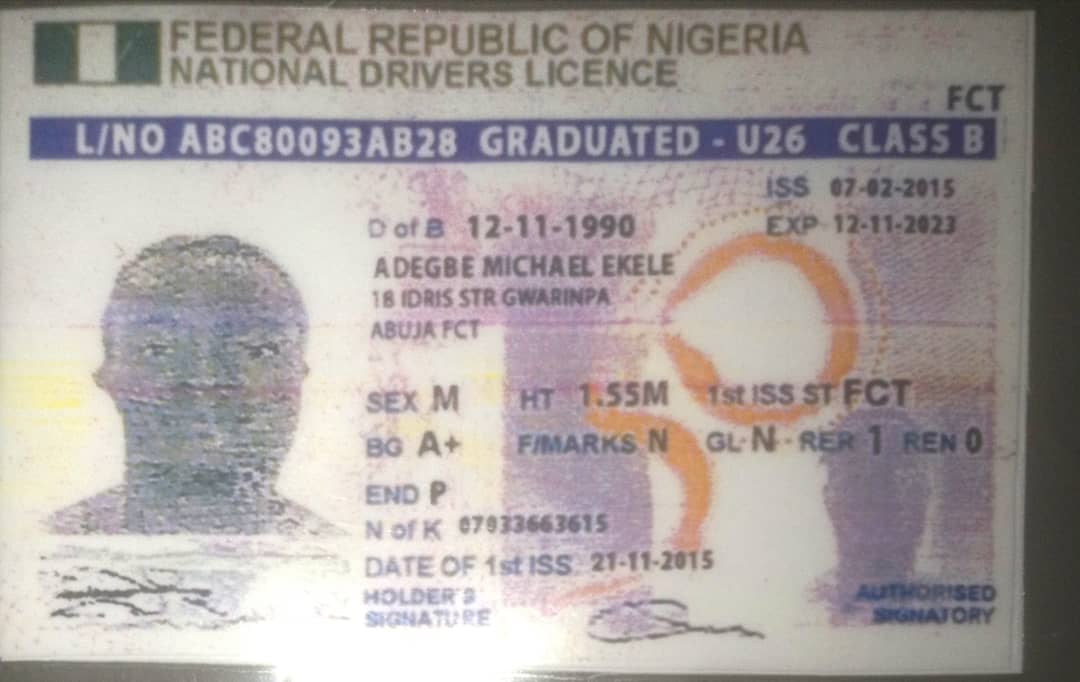 FEDERAL REPUBLIC OF NIGERIA
NATIONAL DRIVERS LICENCE
FCT
L/NO ABC80093AB28 GRADUATED - U26 CLASS B
ISS 07-02-2015
D of B 12-11-1990 EXP 12-11-2023
ADEGBE MICHAEL EKELE
18 IDRIS STR GWARINPA
ABUJA FCT
SEX M HT 1.55M 1st ISS ST FCT
BG A+ F/MARKS N GL N RER 1 REN 0
END P
N of K 07033663615
DATE OF 1st ISS 21-11-2015
HOLDER'S SIGNATURE
AUTHORISED SIGNATORY